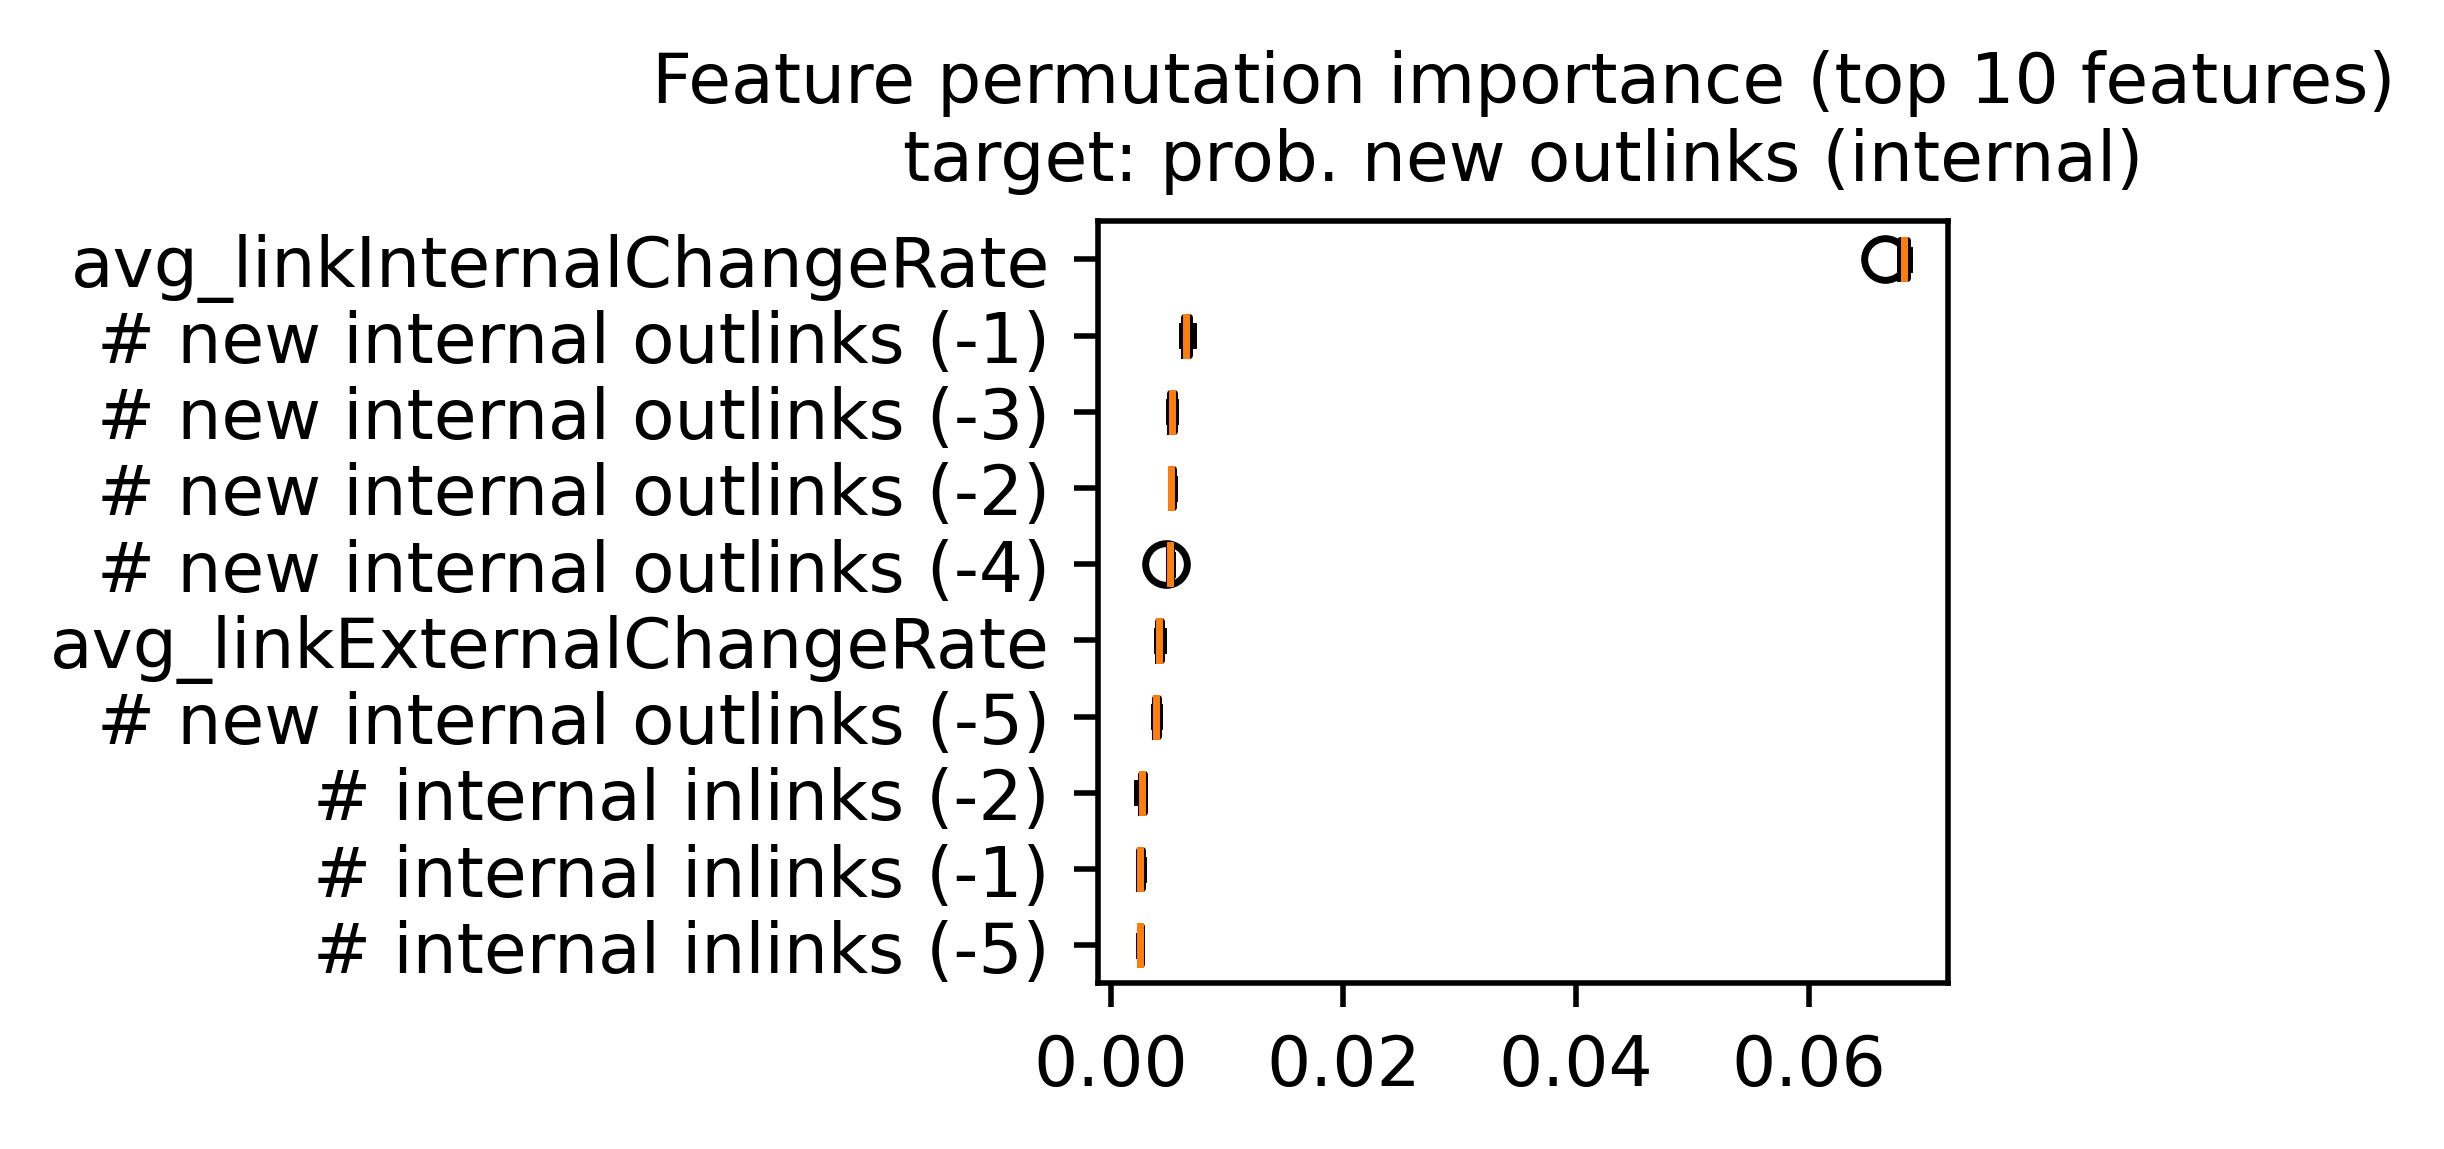 Feature permutation importance (top 10 features)
target: prob. new outlinks (internal)
avg_linkInternalChangeRate
# new internal outlinks (-1)
# new internal outlinks (-3)
# new internal outlinks (-2)
# new internal outlinks (-4)
avg_linkExternalChangeRate
# new internal outlinks (-5)
# internal inlinks (-2)
# internal inlinks (-1)
# internal inlinks (-5)
0.00 0.02 0.04 0.06